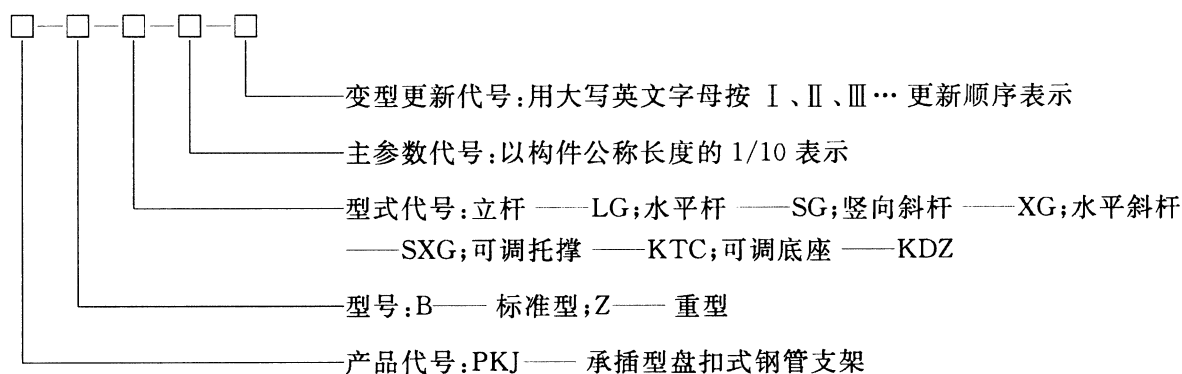 □—□—□—□—□
变型更新代号:用大写英文字母按 Ⅰ、Ⅱ、Ⅲ… 更新顺序表示
主参数代号:以构件公称长度的 1/10 表示
型式代号:立杆 ——LG;水平杆 ——SG;竖向斜杆 ——XG;水平斜杆
——SXG;可调托撑 ——KTC;可调底座 ——KDZ
型号:B—— 标准型;Z—— 重型
产品代号:PKJ—— 承插型盘扣式钢管支架